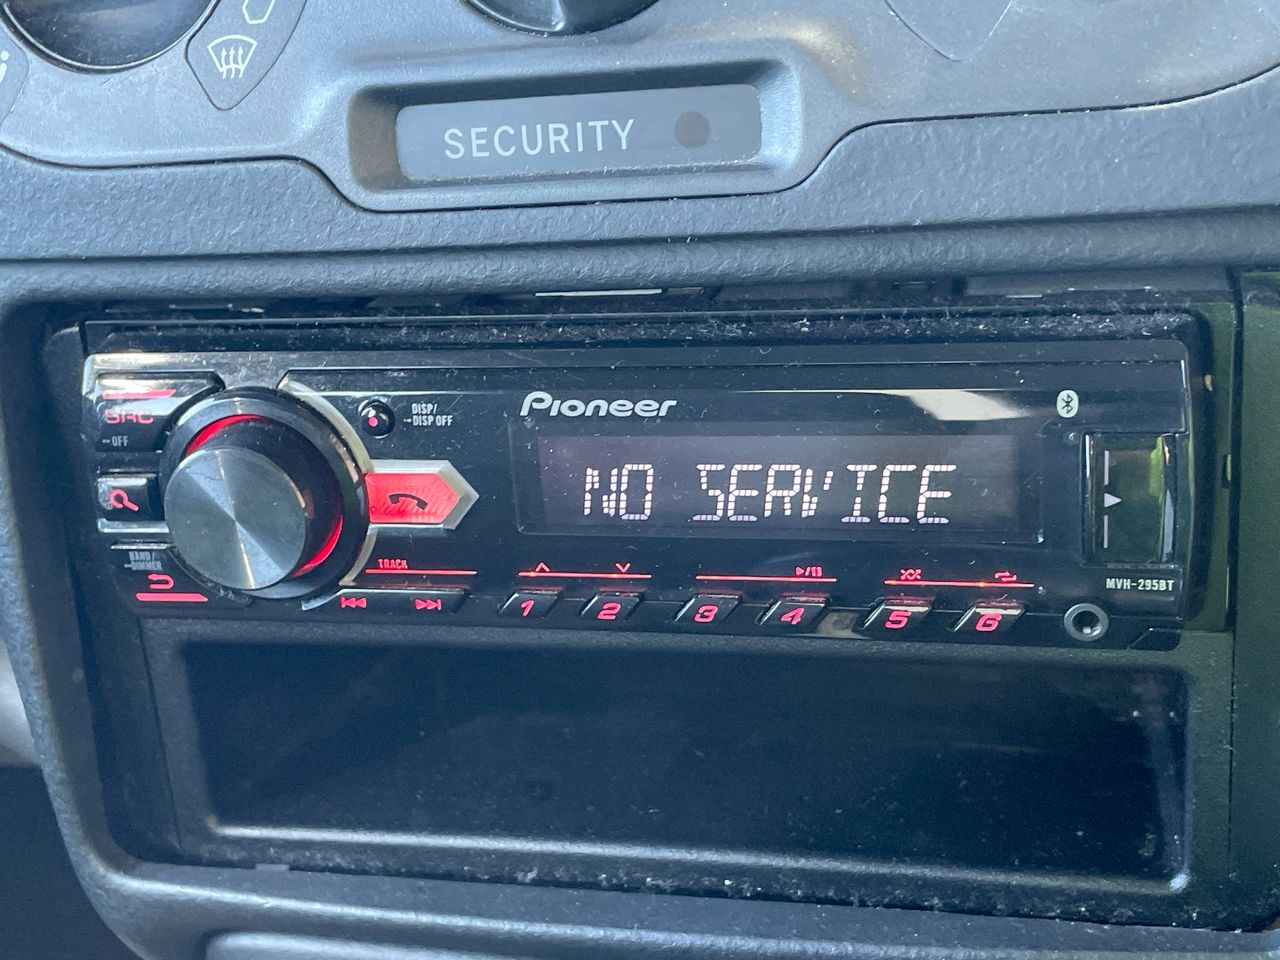 SECURITY
SRC
OFF
DISP/
DISP OFF
Pioneer
NO SERVICE
BAND/
DIMMER
TRACK
MVH-295BT
1 2 3 4 5 6